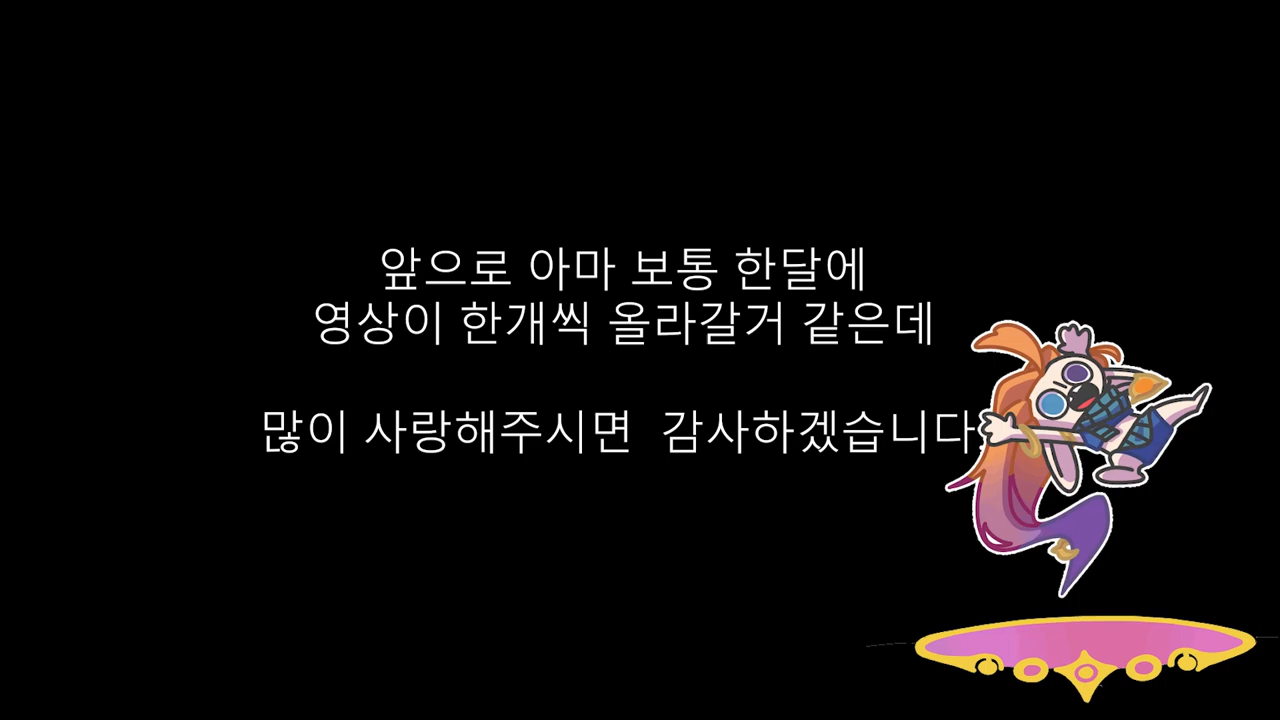 앞으로 아마 보통 한달에
영상이 한개씩 올라갈거 같은데
많이 사랑해주시면  감사하겠습니다